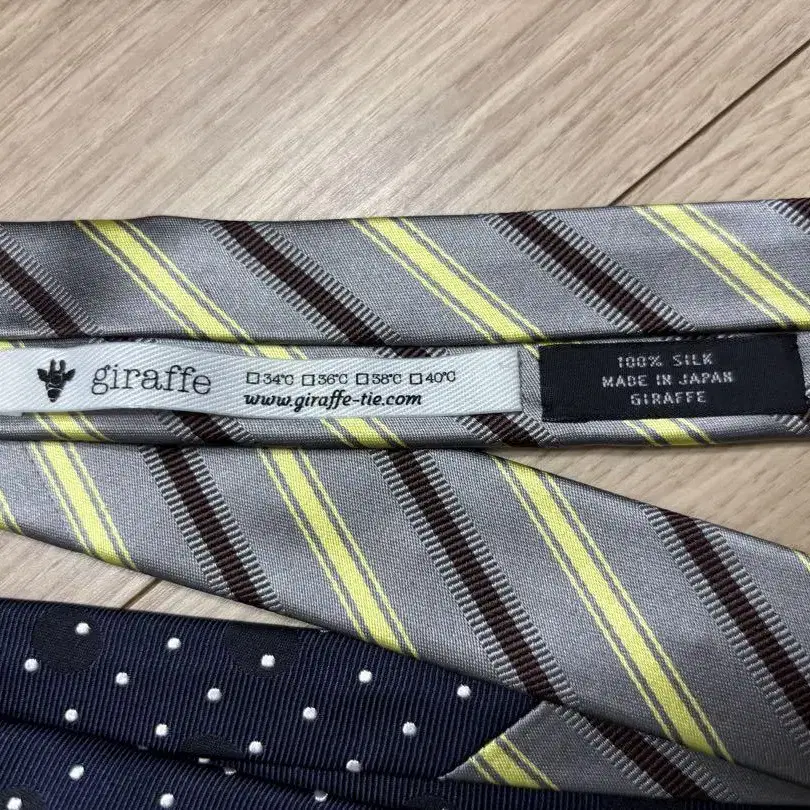 giraffe
☐34℃ ☐36℃ ☐38℃ ☐40℃
www.giraffe-tie.com
100% SILK
MADE IN JAPAN
GIRAFFE